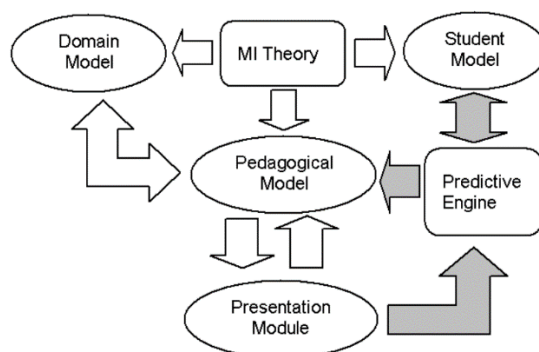 Domain
Model
MI Theory
Student
Model
Pedagogical
Model
Predictive
Engine
Presentation
Module